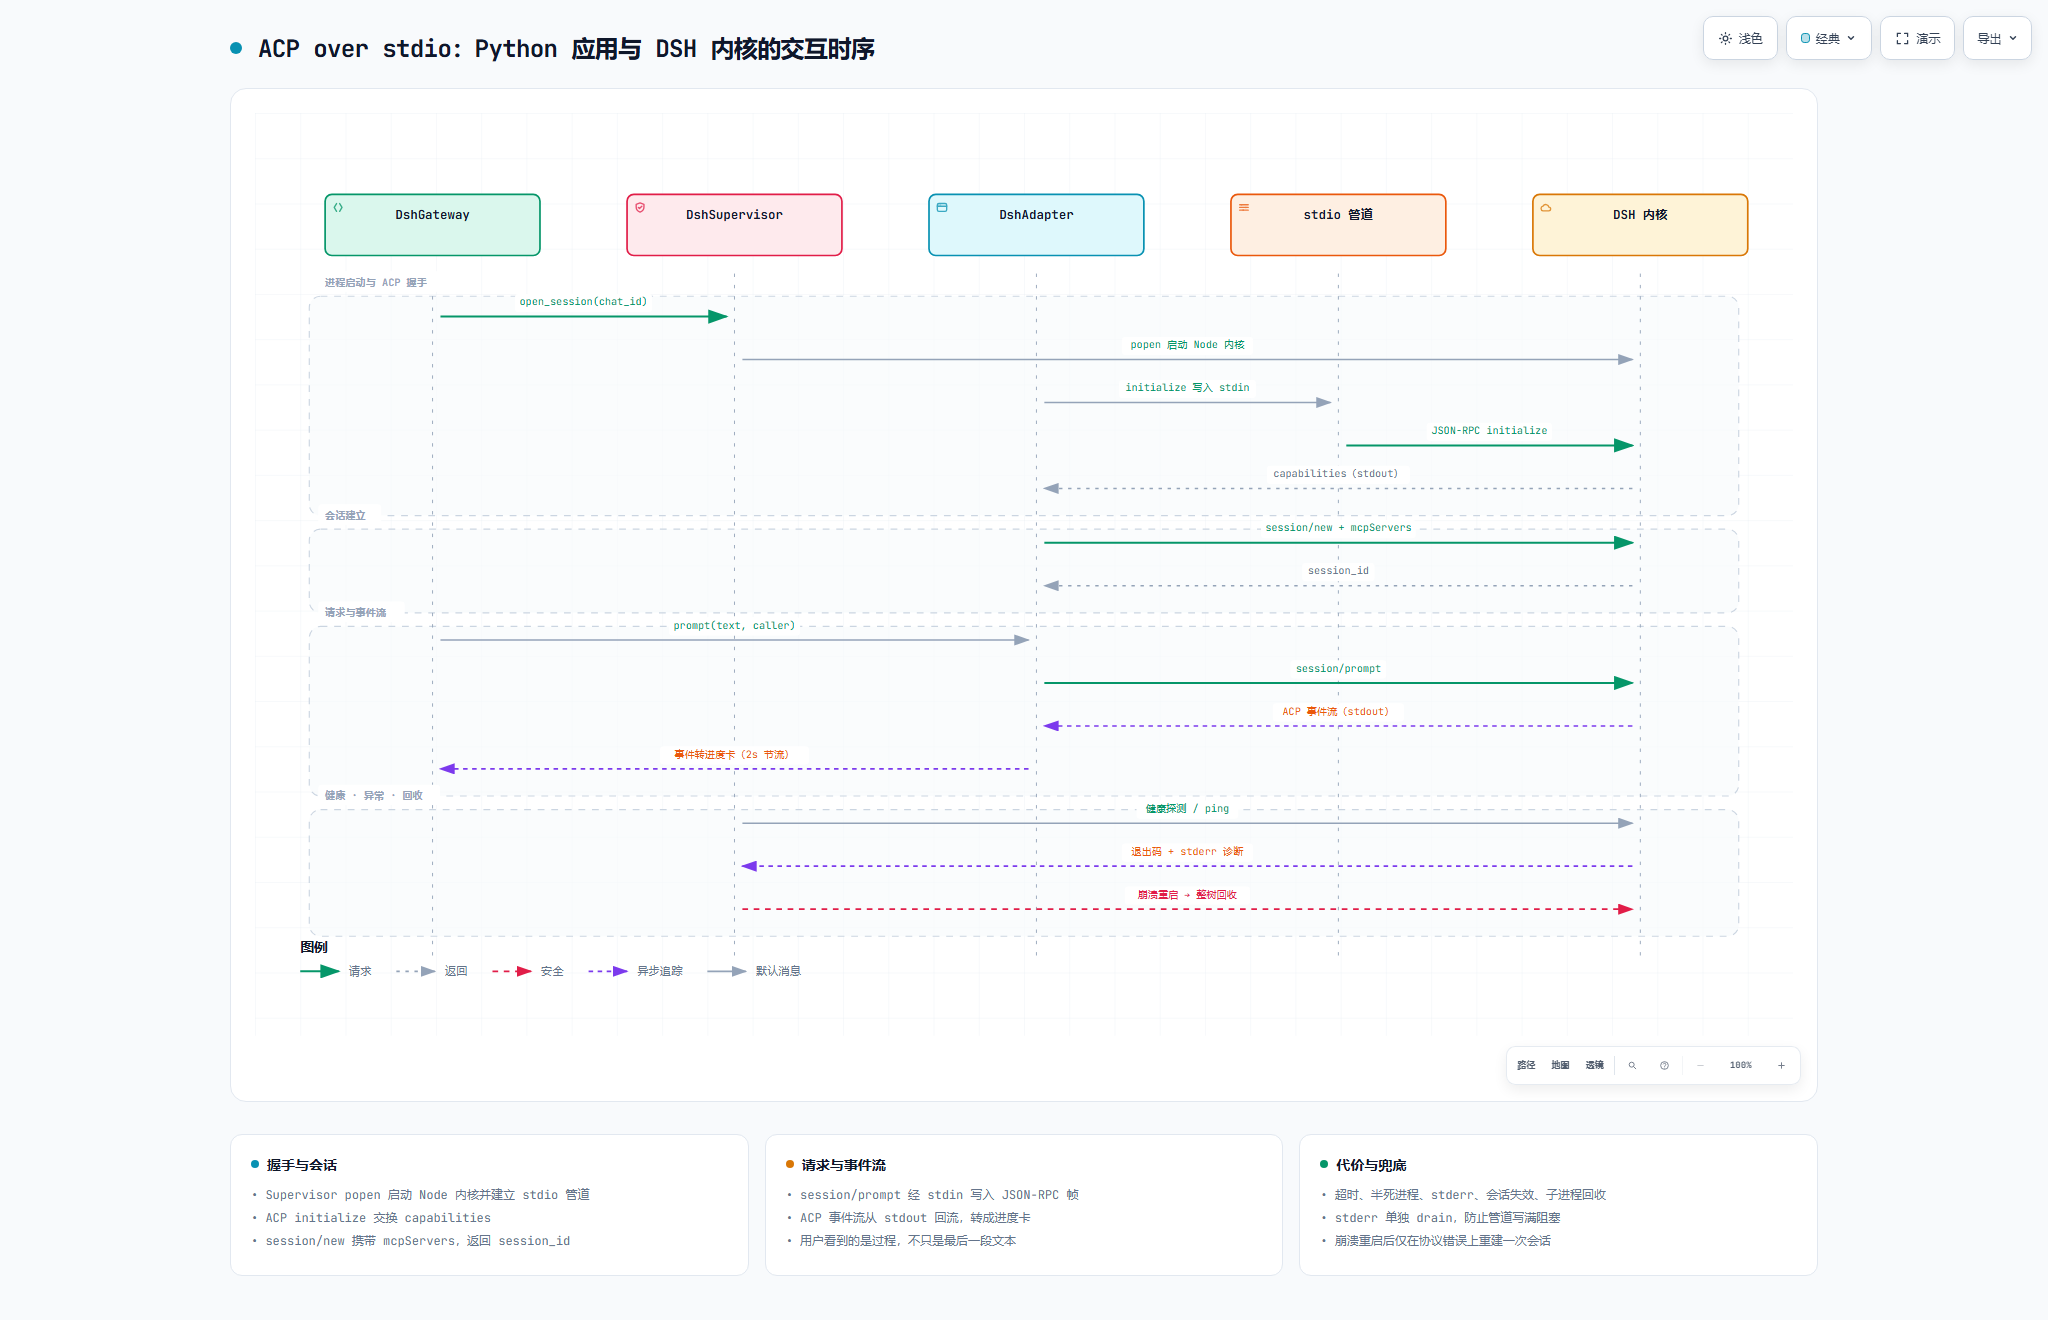 ACP over stdio: Python 应用与 DSH 内核的交互时序
浅色
经典
演示
导出
DshGateway
DshSupervisor
DshAdapter
stdio 管道
DSH 内核
进程启动与 ACP 握手
open_session(chat_id)
popen 启动 Node 内核
initialize 写入 stdin
JSON-RPC initialize
capabilities (stdout)
会话建立
session/new + mcpServers
session_id
请求与事件流
prompt(text, caller)
session/prompt
ACP 事件流 (stdout)
事件转进度卡 (2s 节流)
健康 · 异常 · 回收
健康探测 / ping
退出码 + stderr 诊断
崩溃重启 → 整树回收
图例
请求
返回
安全
异步追踪
默认消息
路径
地图
透镜
100%
握手与会话
• Supervisor popen 启动 Node 内核并建立 stdio 管道
• ACP initialize 交换 capabilities
• session/new 携带 mcpServers，返回 session_id
请求与事件流
• session/prompt 经 stdin 写入 JSON-RPC 帧
• ACP 事件流从 stdout 回流，转成进度卡
• 用户看到的是过程，不只是最后一段文本
代价与兜底
• 超时、半死进程、stderr、会话失效、子进程回收
• stderr 单独 drain，防止管道写满阻塞
• 崩溃重启后仅在协议错误上重建一次会话